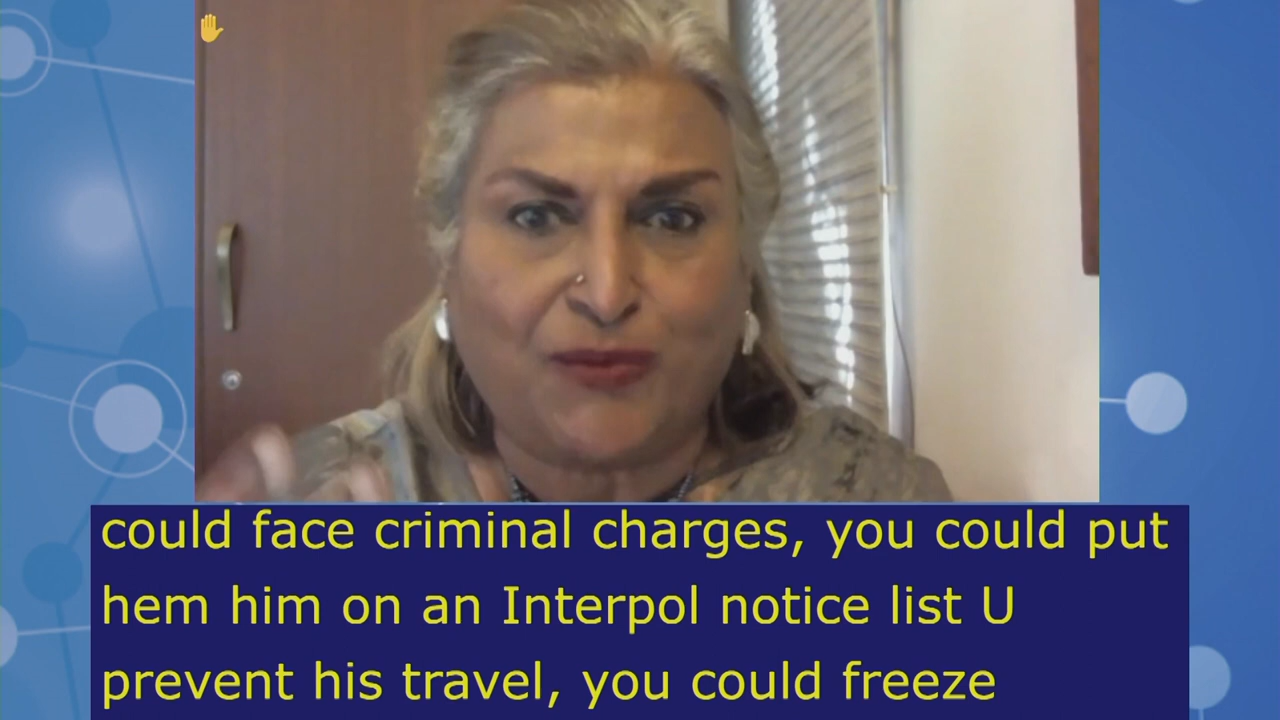 could face criminal charges, you could put
hem him on an Interpol notice list U
prevent his travel, you could freeze